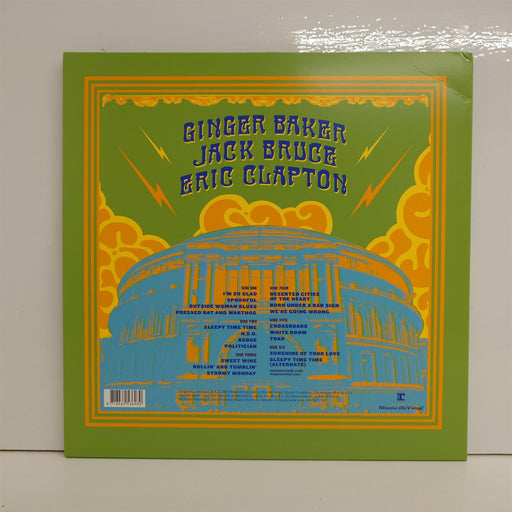 GINGER BAKER
JACK BRUCE
ERIC CLAPTON
SIDE ONE
I'M SO GLAD
SPOONFUL
OUTSIDE WOMAN BLUES
PRESSED RAT AND WARTHOG
SIDE TWO
SLEEPY TIME TIME
N.S.U.
BADGE
POLITICIAN
SIDE THREE
SWEET WINE
ROLLIN' AND TUMBLIN'
STORMY MONDAY
SIDE FOUR
DESERTED CITIES
OF THE HEART
BORN UNDER A BAD SIGN
WE'RE GOING WRONG
SIDE FIVE
CROSSROADS
WHITE ROOM
TOAD
SIDE SIX
SUNSHINE OF YOUR LOVE
SLEEPY TIME TIME
(ALTERNATE)
Music On Vinyl